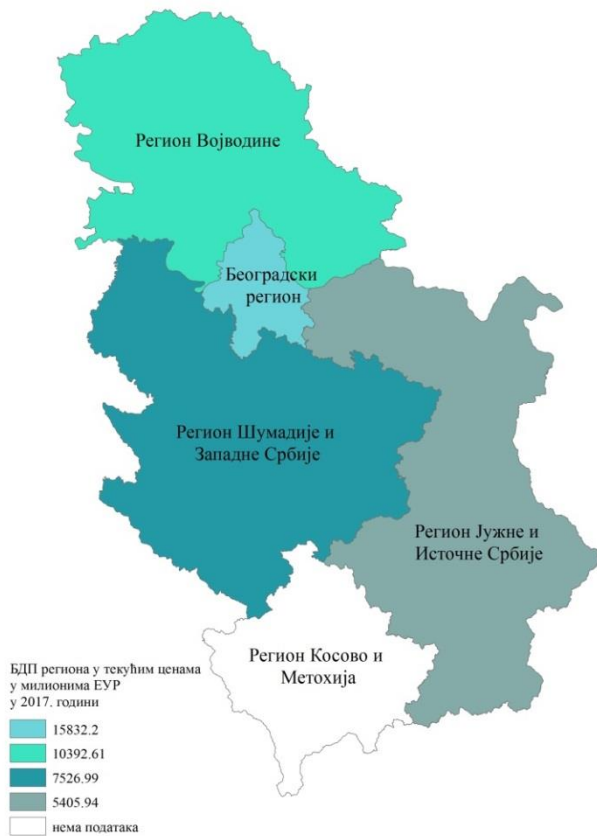 Регион Војводине
Београдски
регион
Регион Шумадије и
Западне Србије
Регион Јужне и
Источне Србије
Регион Косово и
Метохија
БДП региона у текућим ценама
у милионима ЕУР
у 2017. години
15832.2
10392.61
7526.99
5405.94
нема података